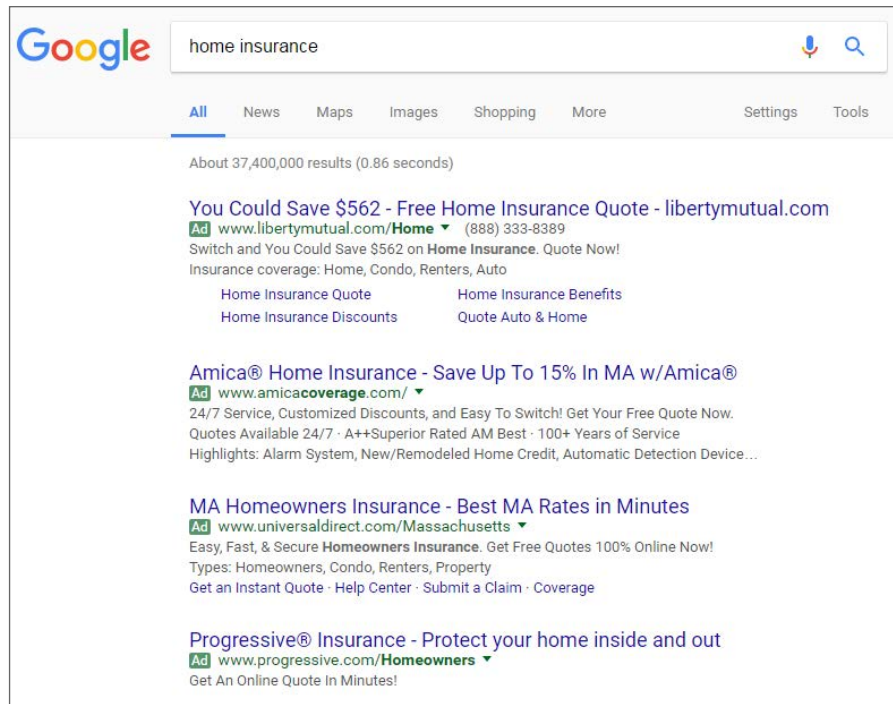 Google
home insurance
All News Maps Images Shopping More Settings Tools
About 37,400,000 results (0.86 seconds)
You Could Save $562 - Free Home Insurance Quote - libertymutual.com
Ad www.libertymutual.com/Home (888) 333-8389
Switch and You Could Save $562 on Home Insurance. Quote Now!
Insurance coverage: Home, Condo, Renters, Auto
Home Insurance Quote Home Insurance Benefits
Home Insurance Discounts Quote Auto & Home
Amica® Home Insurance - Save Up To 15% In MA w/Amica®
Ad www.amicacoverage.com/
24/7 Service, Customized Discounts, and Easy To Switch! Get Your Free Quote Now.
Quotes Available 24/7 · A++Superior Rated AM Best · 100+ Years of Service
Highlights: Alarm System, New/Remodeled Home Credit, Automatic Detection Device…
MA Homeowners Insurance - Best MA Rates in Minutes
Ad www.universaldirect.com/Massachusetts
Easy, Fast, & Secure Homeowners Insurance. Get Free Quotes 100% Online Now!
Types: Homeowners, Condo, Renters, Property
Get an Instant Quote · Help Center · Submit a Claim · Coverage
Progressive® Insurance - Protect your home inside and out
Ad www.progressive.com/Homeowners
Get An Online Quote In Minutes!